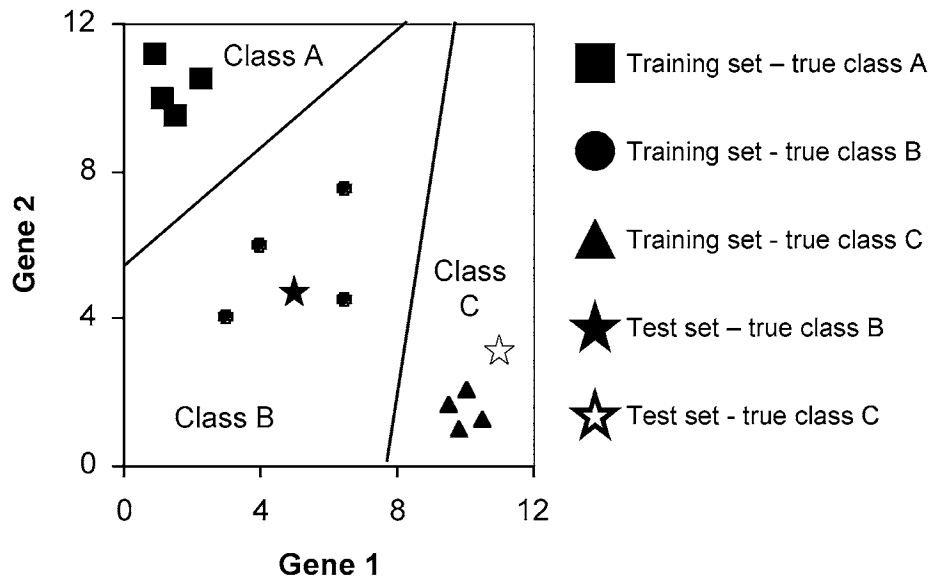 12
8
4
0
Gene 2
Class A
Class
C
Class B
0 4 8 12
Gene 1
Training set – true class A
Training set - true class B
Training set - true class C
Test set – true class B
Test set - true class C